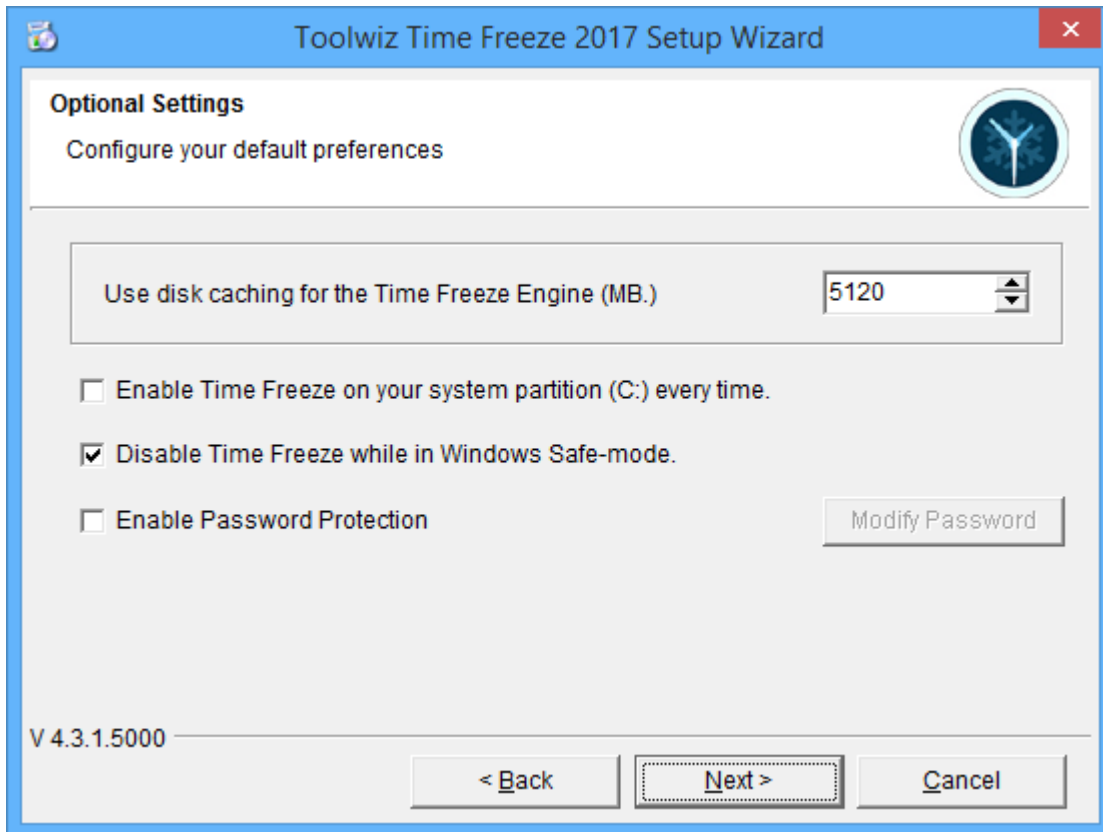 Toolwiz Time Freeze 2017 Setup Wizard
Optional Settings
Configure your default preferences
Use disk caching for the Time Freeze Engine (MB.) 5120
Enable Time Freeze on your system partition (C:) every time.
Disable Time Freeze while in Windows Safe-mode.
Enable Password Protection Modify Password
V 4.3.1.5000
< Back Next > Cancel